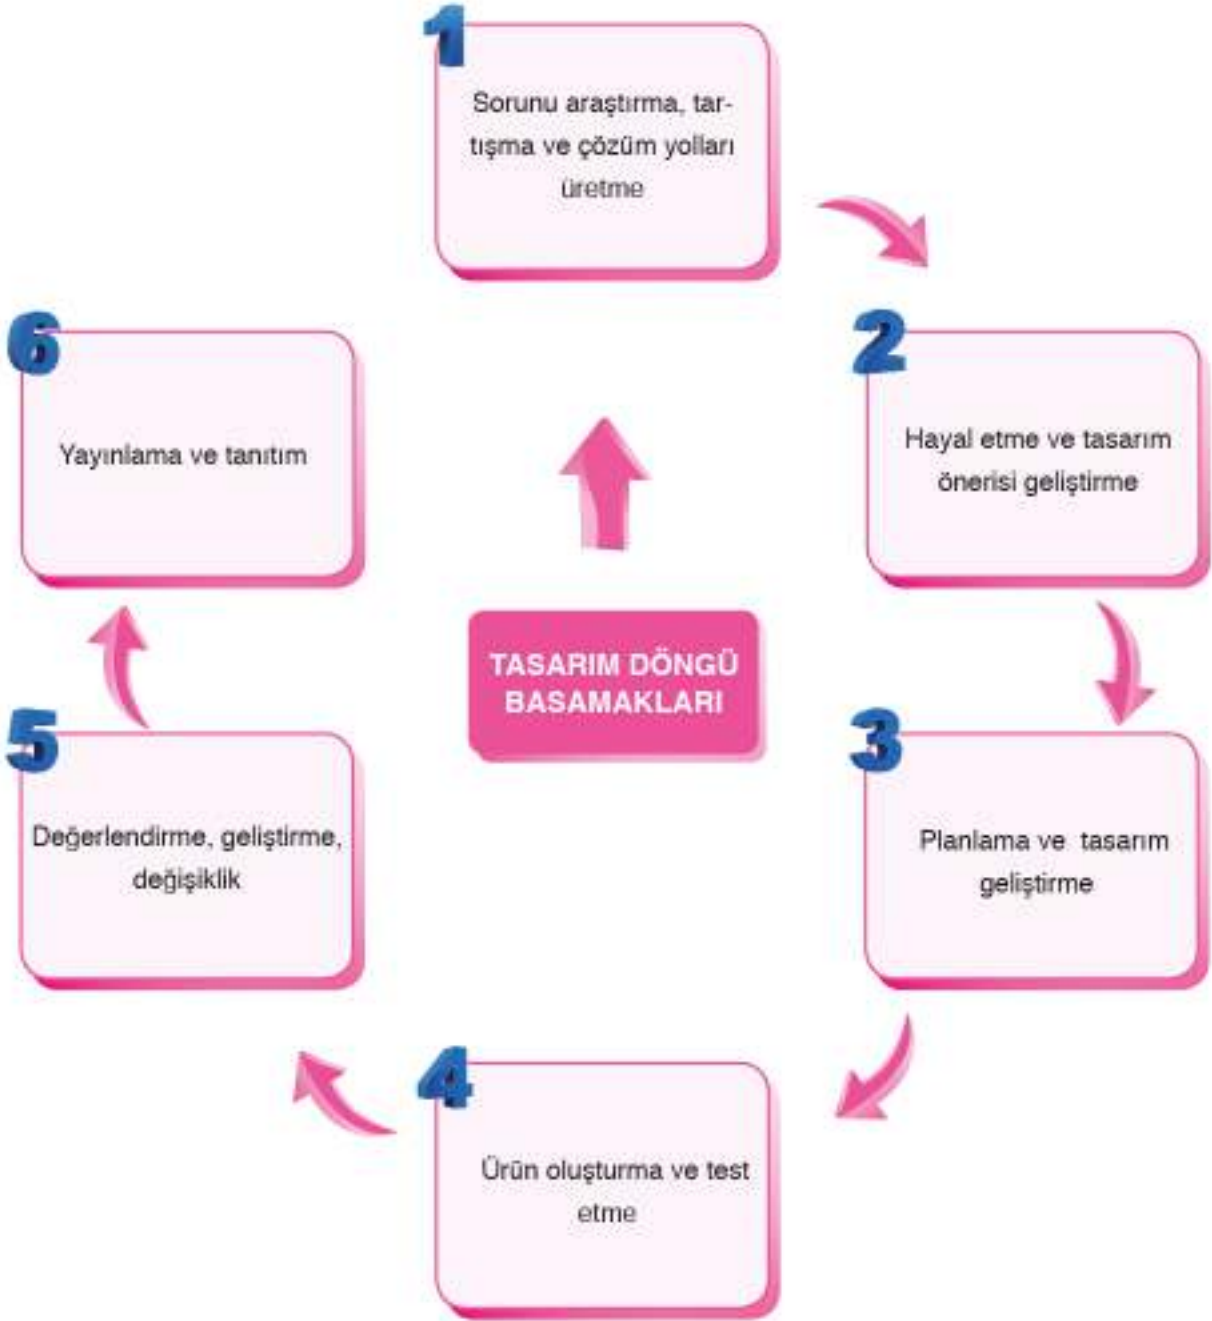 1
Sorunu araştırma, tar-
tışma ve çözüm yolları
üretme
2
Hayal etme ve tasarım
önerisi geliştirme
3
Planlama ve tasarım
geliştirme
4
Ürün oluşturma ve test
etme
5
Değerlendirme, geliştirme,
değişiklik
6
Yayınlama ve tanıtım
TASARIM DÖNGÜ
BASAMAKLARI